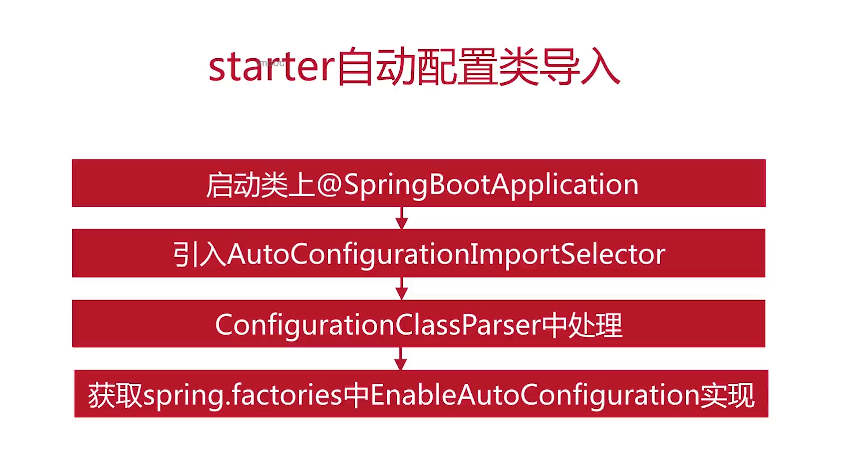 starter自动配置类导入
启动类上@SpringBootApplication
引入AutoConfigurationImportSelector
ConfigurationClassParser中处理
获取spring.factories中EnableAutoConfiguration实现